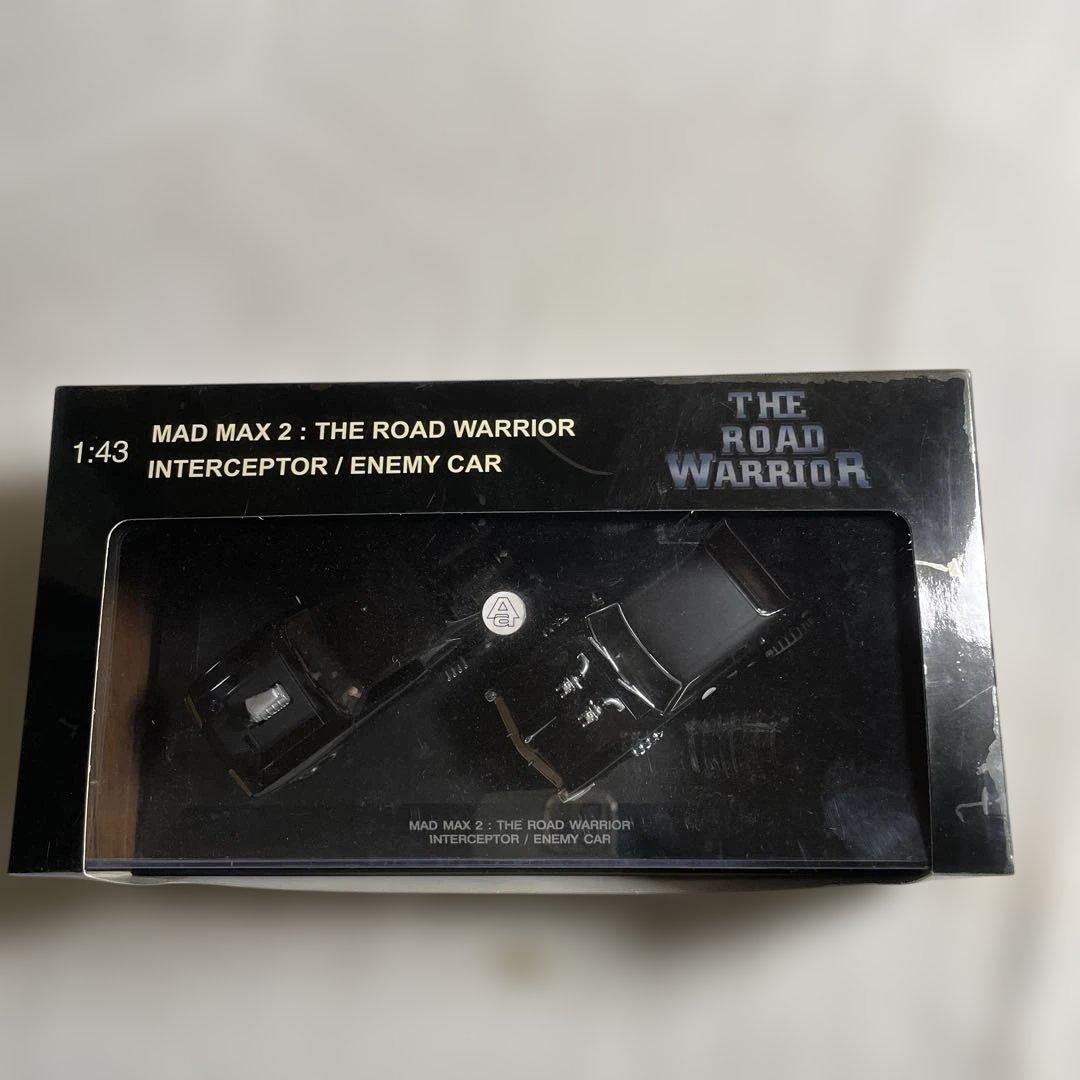 1:43
MAD MAX 2 : THE ROAD WARRIOR
INTERCEPTOR / ENEMY CAR
THE
ROAD
WARRIOR
Aa
MAD MAX 2 : THE ROAD WARRIOR
INTERCEPTOR / ENEMY CAR